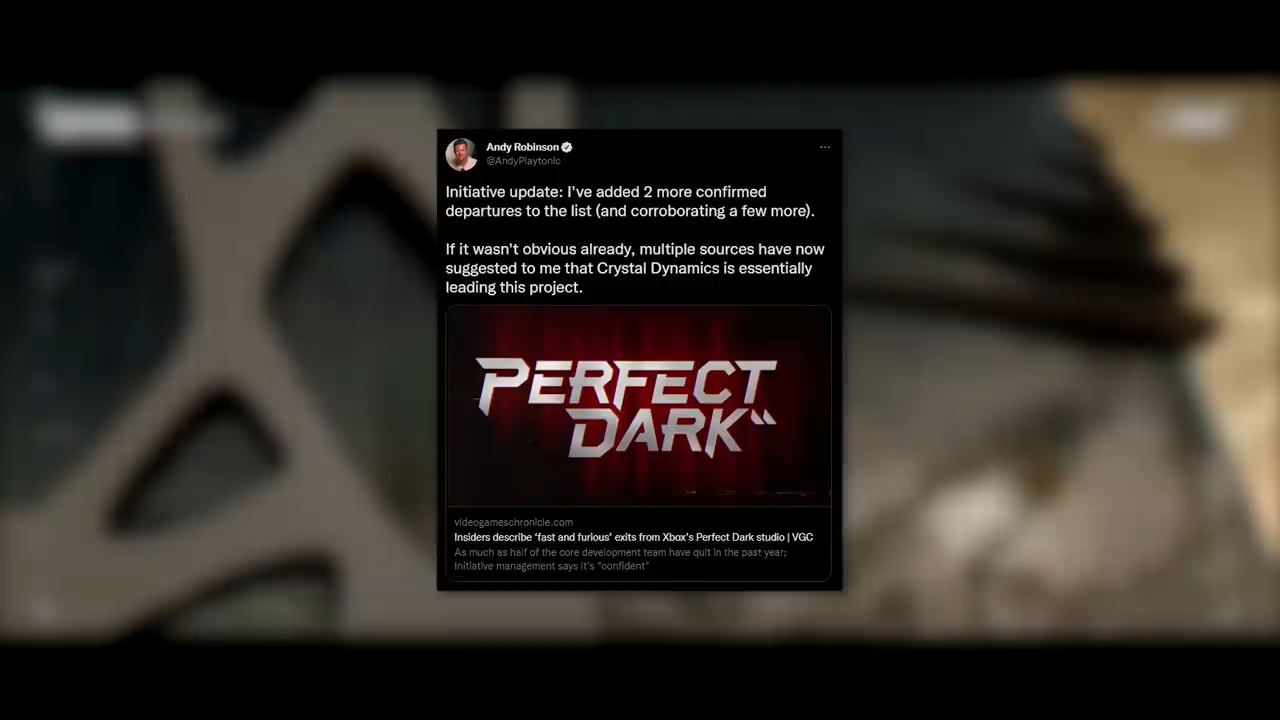 Andy Robinson
@AndyPlaytonic
Initiative update: I've added 2 more confirmed
departures to the list (and corroborating a few more).
If it wasn't obvious already, multiple sources have now
suggested to me that Crystal Dynamics is essentially
leading this project.
PERFECT
DARK
videogameschronicle.com
Insiders describe ‘fast and furious’ exits from Xbox's Perfect Dark studio | VGC
As much as half of the core development team have quit in the past year;
Initiative management says it's "confident"